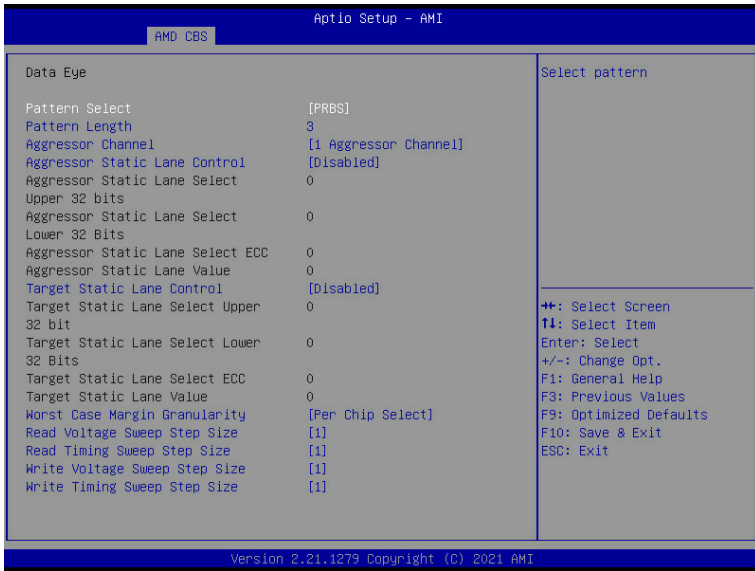 Aptio Setup - AMI
AMD CBS
Data Eye
Select pattern
Pattern Select [PRBS]
Pattern Length 3
Aggressor Channel [1 Aggressor Channel]
Aggressor Static Lane Control [Disabled]
Aggressor Static Lane Select 0
Upper 32 bits
Aggressor Static Lane Select 0
Lower 32 Bits
Aggressor Static Lane Select ECC 0
Aggressor Static Lane Value 0
Target Static Lane Control [Disabled]
Target Static Lane Select Upper 0
32 bit
Target Static Lane Select Lower 0
32 Bits
Target Static Lane Select ECC 0
Target Static Lane Value 0
Worst Case Margin Granularity [Per Chip Select]
Read Voltage Sweep Step Size [1]
Read Timing Sweep Step Size [1]
Write Voltage Sweep Step Size [1]
Write Timing Sweep Step Size [1]
→←: Select Screen
↑↓: Select Item
Enter: Select
+/-: Change Opt.
F1: General Help
F3: Previous Values
F9: Optimized Defaults
F10: Save & Exit
ESC: Exit
Version 2.21.1279 Copyright (C) 2021 AMI